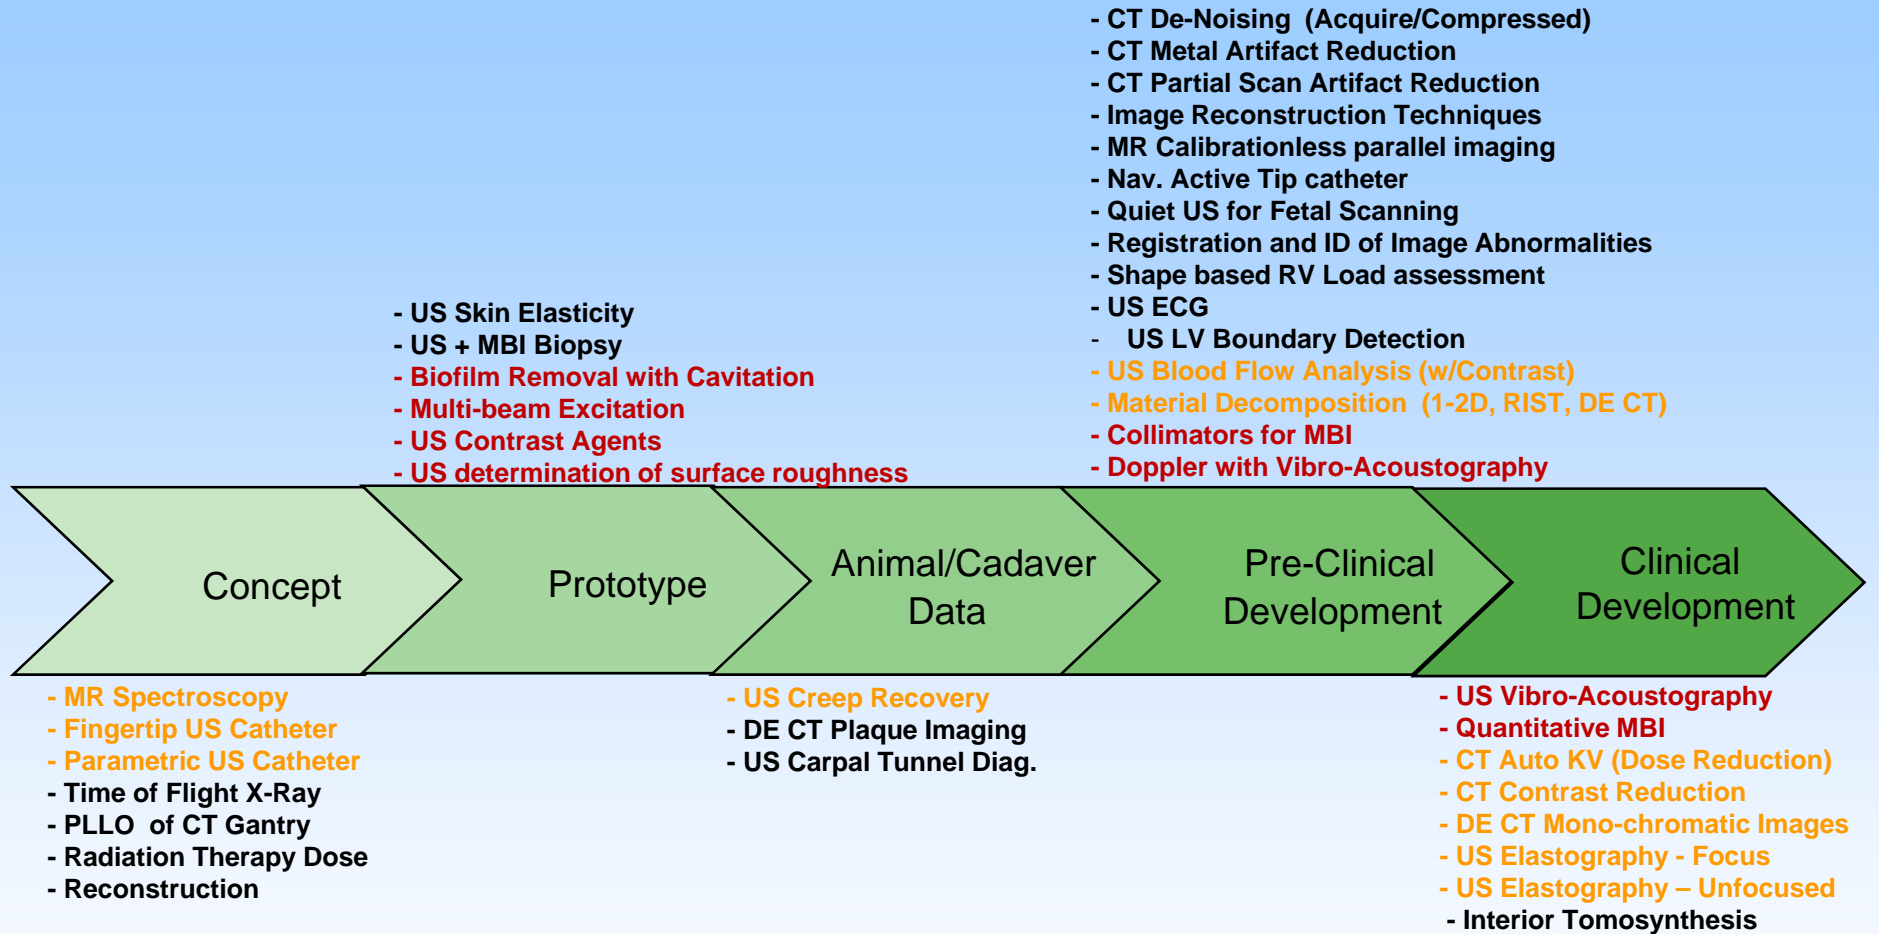 - CT De-Noising  (Acquire/Compressed)
- CT Metal Artifact Reduction
- CT Partial Scan Artifact Reduction
- Image Reconstruction Techniques
- MR Calibrationless parallel imaging
- Nav. Active Tip catheter
- Quiet US for Fetal Scanning
- Registration and ID of Image Abnormalities
- Shape based RV Load assessment
- US ECG
- US LV Boundary Detection
- US Blood Flow Analysis (w/Contrast)
- Material Decomposition  (1-2D, RIST, DE CT)
- Collimators for MBI
- Doppler with Vibro-Acoustography
- US Skin Elasticity
- US + MBI Biopsy
- Biofilm Removal with Cavitation
- Multi-beam Excitation
- US Contrast Agents
- US determination of surface roughness
Concept
Prototype
Animal/Cadaver
Data
Pre-Clinical
Development
Clinical
Development
- MR Spectroscopy
- Fingertip US Catheter
- Parametric US Catheter
- Time of Flight X-Ray
- PLLO  of CT Gantry
- Radiation Therapy Dose
- Reconstruction
- US Creep Recovery
- DE CT Plaque Imaging
- US Carpal Tunnel Diag.
- US Vibro-Acoustography
- Quantitative MBI
- CT Auto KV (Dose Reduction)
- CT Contrast Reduction
- DE CT Mono-chromatic Images
- US Elastography - Focus
- US Elastography – Unfocused
- Interior Tomosynthesis